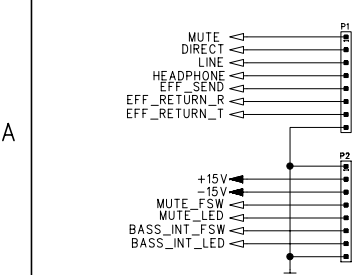 P1
MUTE
DIRECT
LINE
HEADPHONE
EFF_SEND
EFF_RETURN_R
EFF_RETURN_T
A
P2
+15V
-15V
MUTE_FSW
MUTE_LED
BASS_INT_FSW
BASS_INT_LED